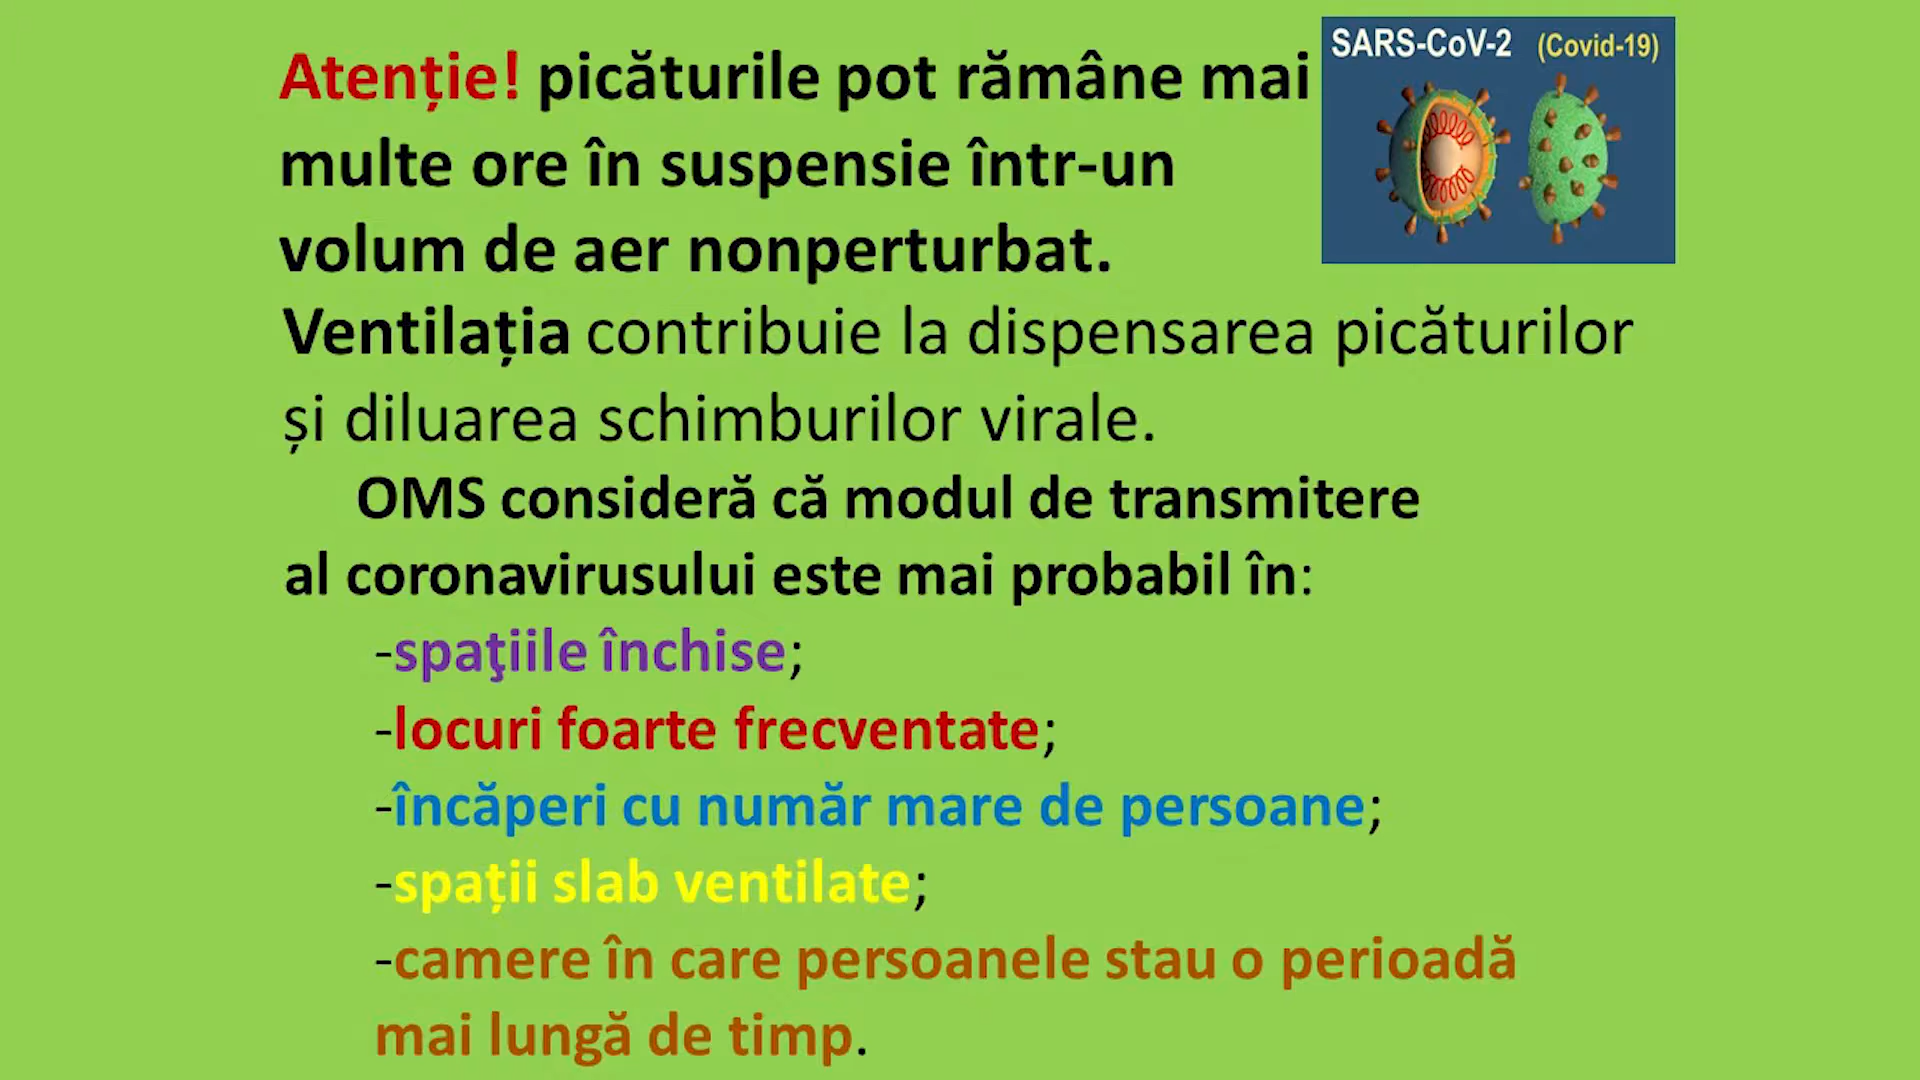 Atenție! picăturile pot rămâne mai
multe ore în suspensie într-un
volum de aer nonperturbat.
SARS-CoV-2 (Covid-19)
Ventilația contribuie la dispensarea picăturilor
și diluarea schimburilor virale.
OMS consideră că modul de transmitere
al coronavirusului este mai probabil în:
-spaţiile închise;
-locuri foarte frecventate;
-încăperi cu număr mare de persoane;
-spații slab ventilate;
-camere în care persoanele stau o perioadă
mai lungă de timp.